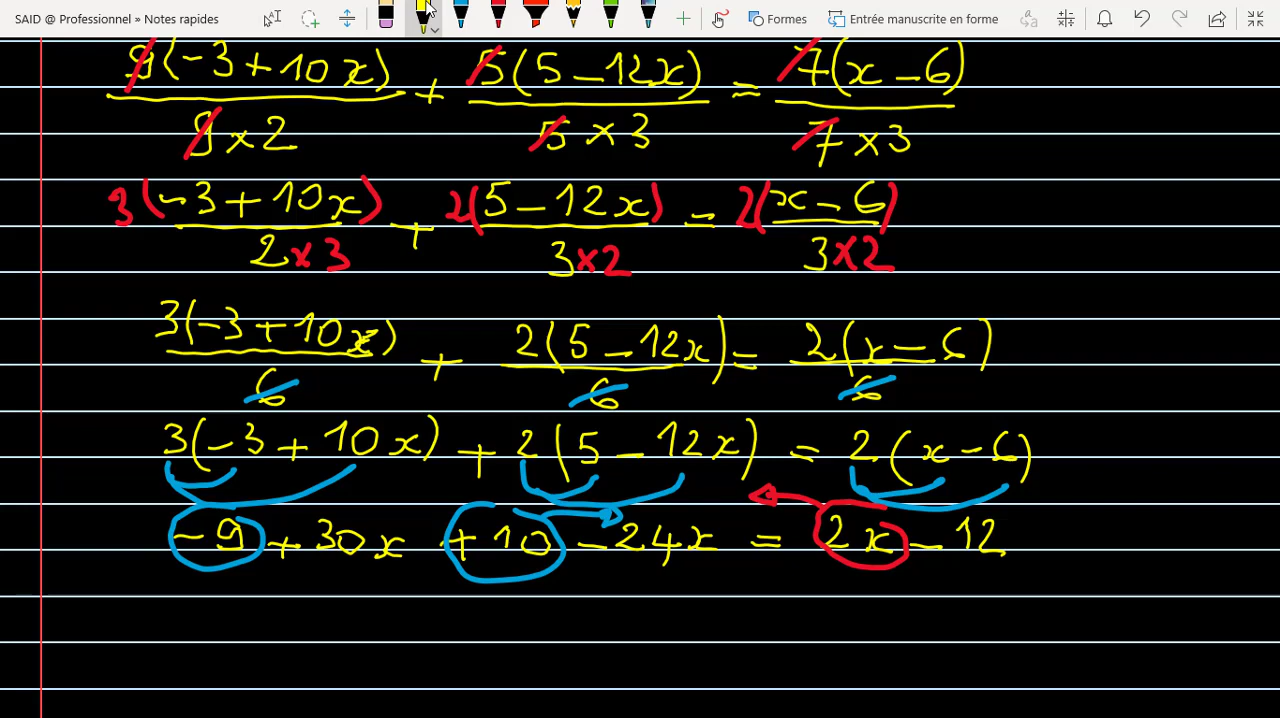 SAID @ Professionel » Notes rapides Formes Entrée manuscrite en forme
9(-3+10x) + 5(5-12x) = 7(x-6)
9×2 5×3 7×3
3(-3+10x) + 2(5-12x) = 2(x-6)
2×3 3×2 3×2
3(-3+10x) + 2(5-12x) = 2(x-6)
6 6 6
3(-3+10x) + 2(5-12x) = 2(x-6)
-9+30x +10-24x = 2x-12